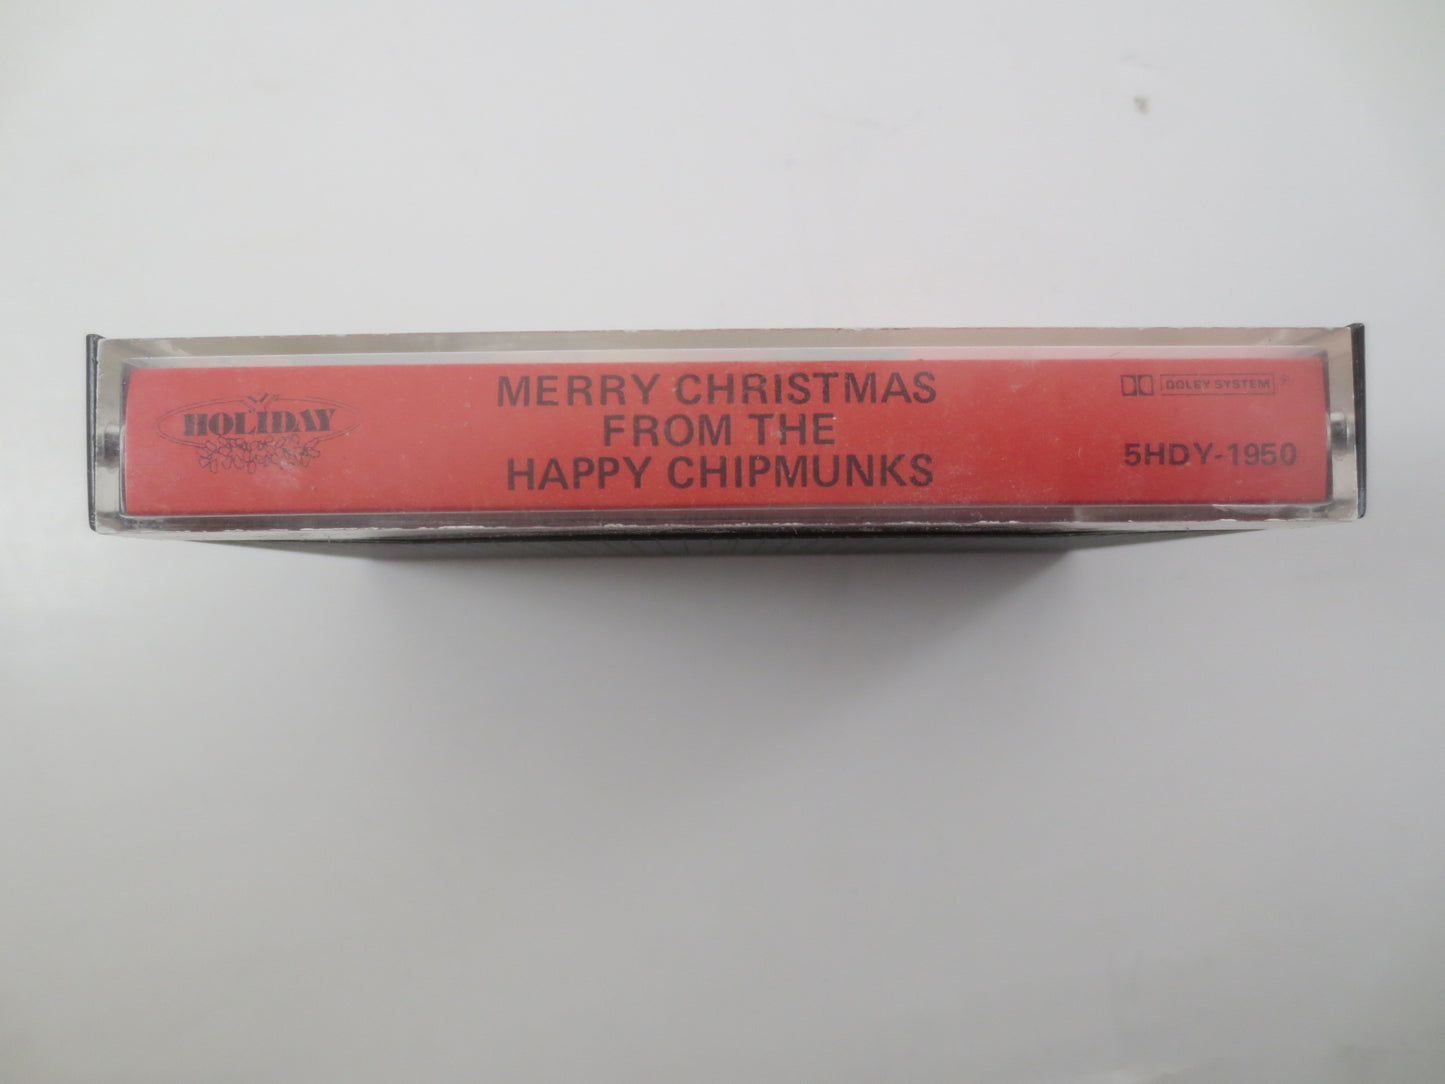 HOLIDAY
MERRY CHRISTMAS
FROM THE
HAPPY CHIPMUNKS
DOLBY SYSTEM ®
5HDY-1950